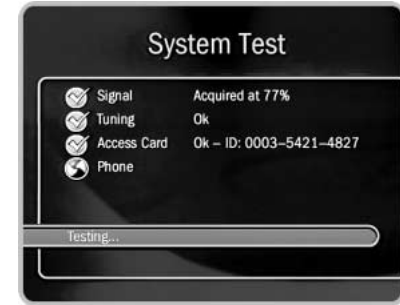 System Test
Signal Acquired at 77%
Tuning Ok
Access Card Ok – ID: 0003–5421–4827
Phone
Testing...